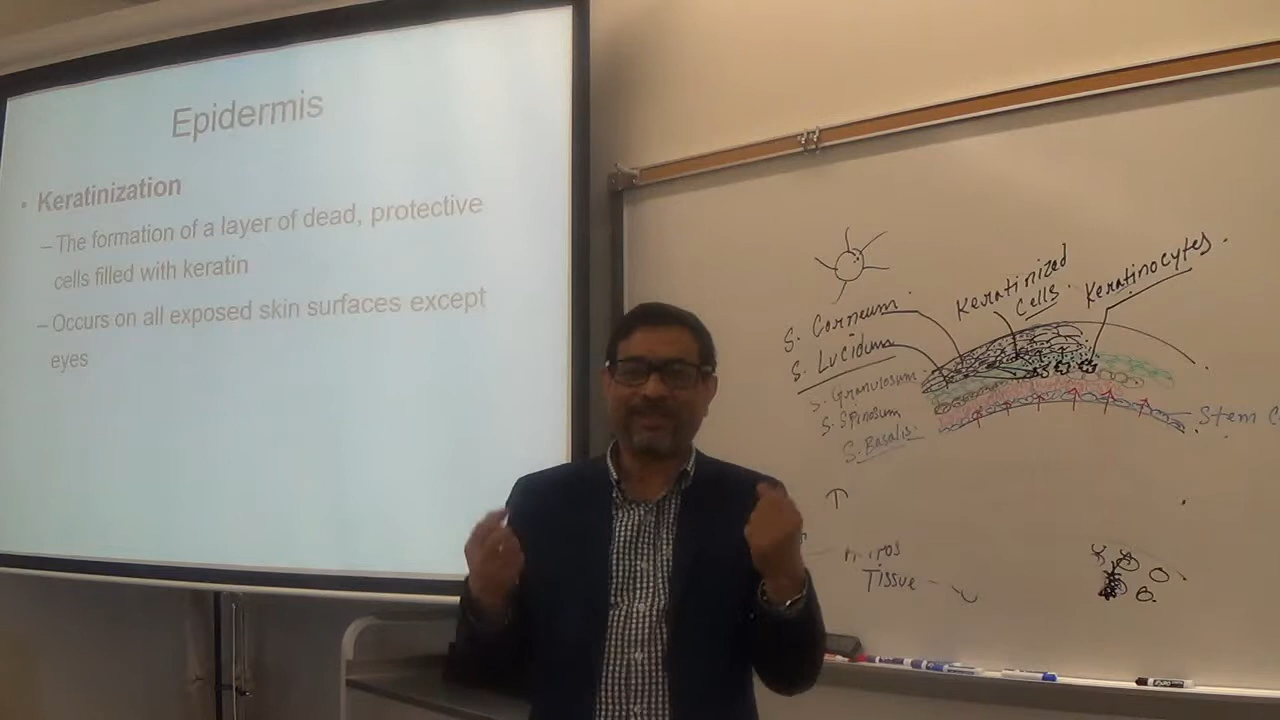 Epidermis
• Keratinization
– The formation of a layer of dead, protective
cells filled with keratin
– Occurs on all exposed skin surfaces except
eyes
Keratinized
Cells.
Keratinocytes.
S. Corneum.
S. Lucidum
S. Granulosum.
S. Spinosum
S. Basalis.
Stem C
Tissue